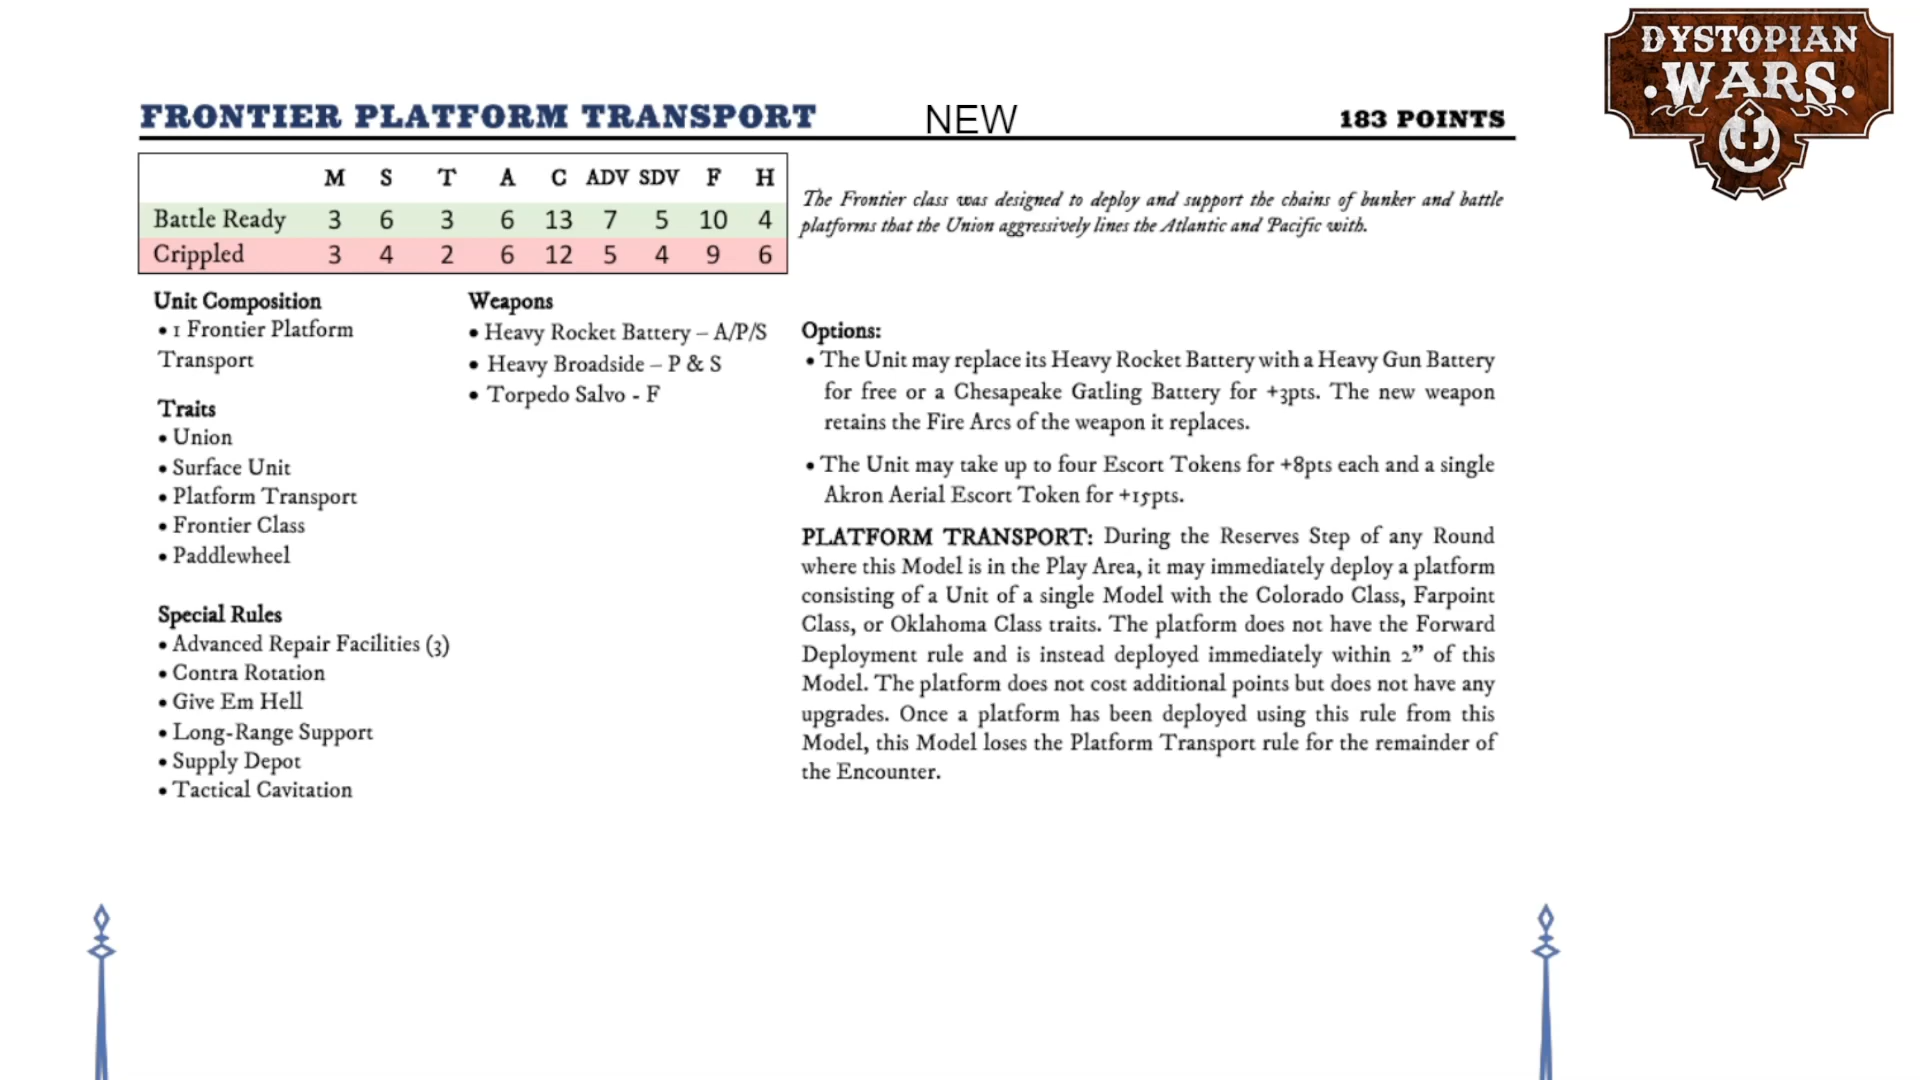 DYSTOPIAN
WARS
FRONTIER PLATFORM TRANSPORT NEW 183 POINTS
M S T A C ADV SDV F H
Battle Ready 3 6 3 6 13 7 5 10 4
Crippled 3 4 2 6 12 5 4 9 6
The Frontier class was designed to deploy and support the chains of bunker and battle
platforms that the Union aggressively lines the Atlantic and Pacific with.
Unit Composition
• 1 Frontier Platform
Transport
Traits
• Union
• Surface Unit
• Platform Transport
• Frontier Class
• Paddlewheel
Special Rules
• Advanced Repair Facilities (3)
• Contra Rotation
• Give Em Hell
• Long-Range Support
• Supply Depot
• Tactical Cavitation
Weapons
• Heavy Rocket Battery – A/P/S
• Heavy Broadside – P & S
• Torpedo Salvo - F
Options:
• The Unit may replace its Heavy Rocket Battery with a Heavy Gun Battery
for free or a Chesapeake Gatling Battery for +3pts. The new weapon
retains the Fire Arcs of the weapon it replaces.
• The Unit may take up to four Escort Tokens for +8pts each and a single
Akron Aerial Escort Token for +15pts.
PLATFORM TRANSPORT: During the Reserves Step of any Round
where this Model is in the Play Area, it may immediately deploy a platform
consisting of a Unit of a single Model with the Colorado Class, Farpoint
Class, or Oklahoma Class traits. The platform does not have the Forward
Deployment rule and is instead deployed immediately within 2” of this
Model. The platform does not cost additional points but does not have any
upgrades. Once a platform has been deployed using this rule from this
Model, this Model loses the Platform Transport rule for the remainder of
the Encounter.